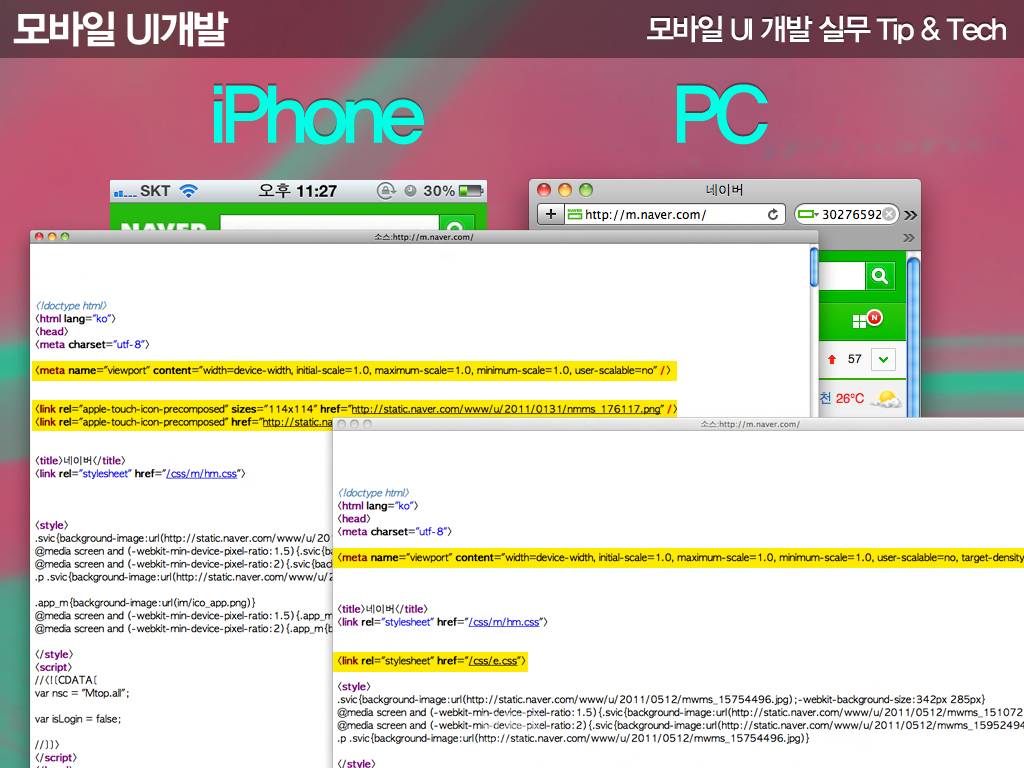 모바일 UI개발
모바일 UI 개발 실무 Tip & Tech
iPhone
PC
SKT
오후 11:27
30%
NAVER
네이버
http://m.naver.com/
30276592
N
57
천 26℃
소스:http://m.naver.com/
<!doctype html>
<html lang="ko">
<head>
<meta charset="utf-8">
<meta name="viewport" content="width=device-width, initial-scale=1.0, maximum-scale=1.0, minimum-scale=1.0, user-scalable=no" />
<link rel="apple-touch-icon-precomposed" sizes="114x114" href="http://static.naver.com/www/u/2011/0131/nmms_176117.png" />
<link rel="apple-touch-icon-precomposed" href="http://static.na
<title>네이버</title>
<link rel="stylesheet" href="/css/m/hm.css">
<style>
.svic{background-image:url(http://static.naver.com/www/u/20
@media screen and (-webkit-min-device-pixel-ratio:1.5){.svic{b
@media screen and (-webkit-min-device-pixel-ratio:2){.svic{ba
.p .svic{background-image:url(http://static.naver.com/www/u/2
.app_m{background-image:url(im/ico_app.png)}
@media screen and (-webkit-min-device-pixel-ratio:1.5){.app_m
@media screen and (-webkit-min-device-pixel-ratio:2){.app_m{b
</style>
<script>
//<![CDATA[
var nsc = "Mtop.all";
var isLogin = false;
//]]>
</script>
소스:http://m.naver.com/
<!doctype html>
<html lang="ko">
<head>
<meta charset="utf-8">
<meta name="viewport" content="width=device-width, initial-scale=1.0, maximum-scale=1.0, minimum-scale=1.0, user-scalable=no, target-density
<title>네이버</title>
<link rel="stylesheet" href="/css/m/hm.css">
<link rel="stylesheet" href="/css/e.css">
<style>
.svic{background-image:url(http://static.naver.com/www/u/2011/0512/mwms_15754496.jpg);-webkit-background-size:342px 285px}
@media screen and (-webkit-min-device-pixel-ratio:1.5){.svic{background-image:url(http://static.naver.com/www/u/2011/0512/mwms_151072
@media screen and (-webkit-min-device-pixel-ratio:2){.svic{background-image:url(http://static.naver.com/www/u/2011/0512/mwms_1595249
.p .svic{background-image:url(http://static.naver.com/www/u/2011/0512/mwms_15754496.jpg)}
</style>